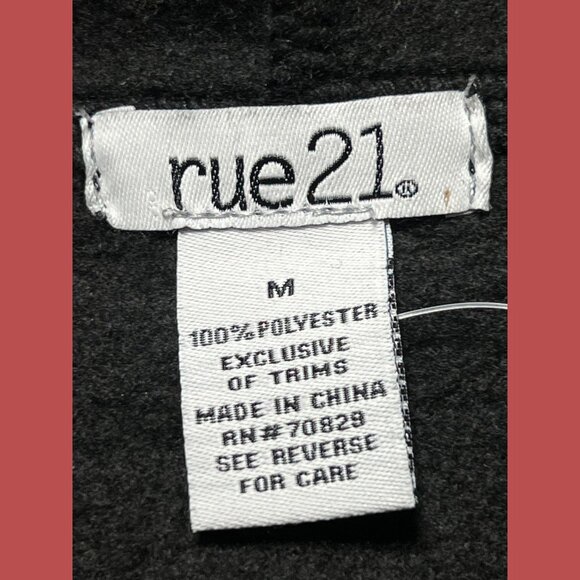 rue21®
M
100% POLYESTER
EXCLUSIVE
OF TRIMS
MADE IN CHINA
RN#70829
SEE REVERSE
FOR CARE